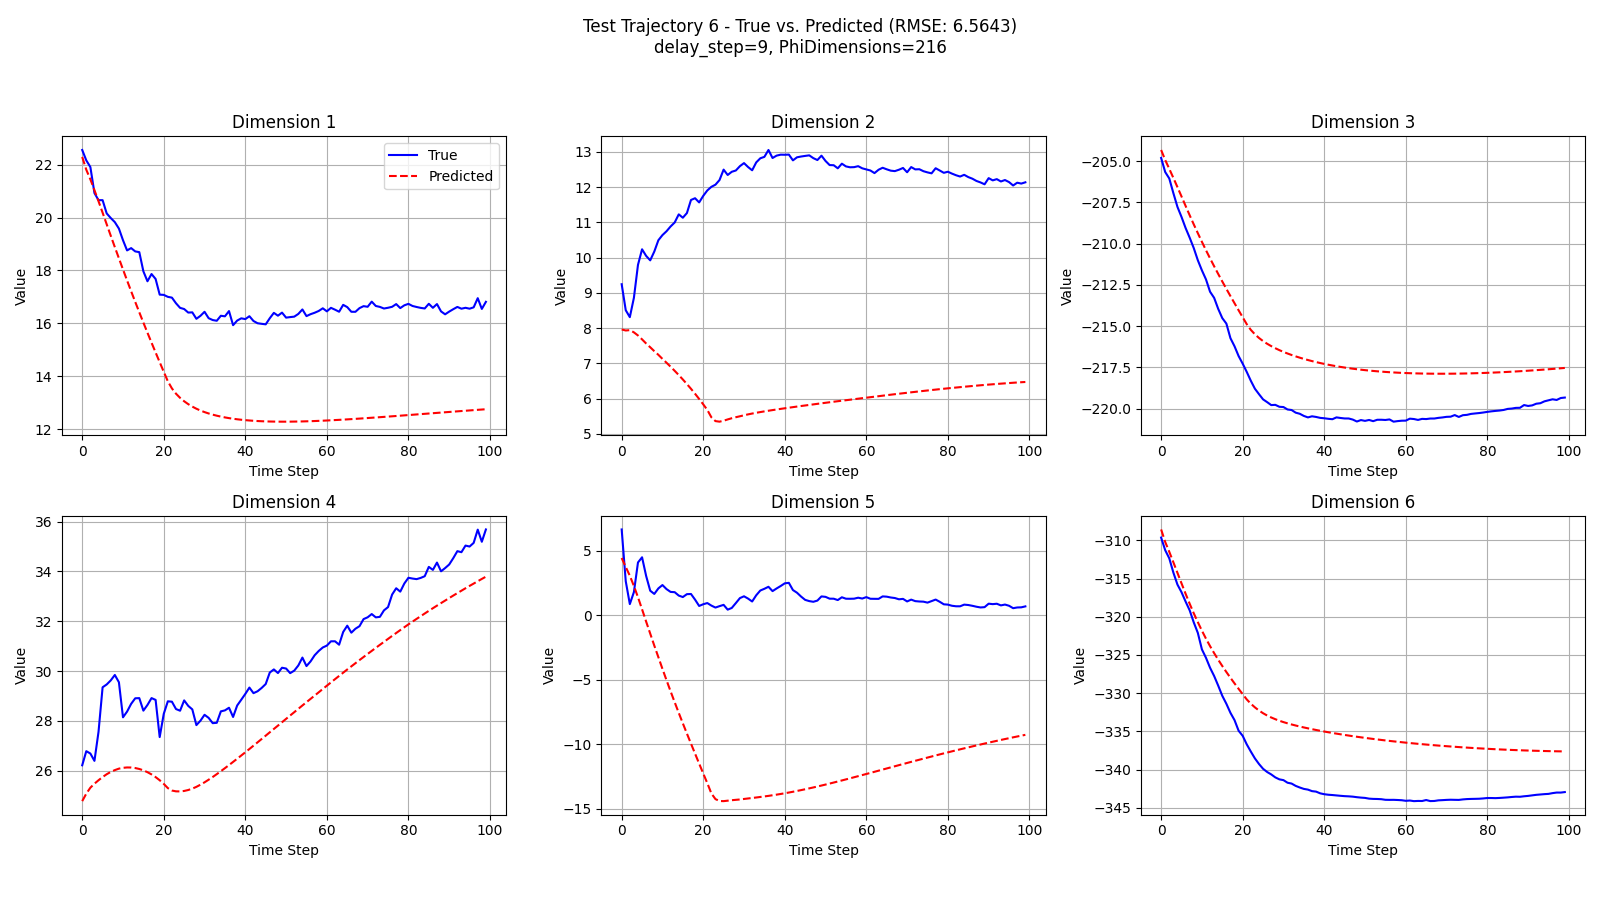 Test Trajectory 6 - True vs. Predicted (RMSE: 6.5643)
delay_step=9, PhiDimensions=216
Dimension 1
Value
22
20
18
16
14
12
0 20 40 60 80 100
Time Step
True
Predicted
Dimension 2
Value
13
12
11
10
9
8
7
6
5
0 20 40 60 80 100
Time Step
Dimension 3
Value
−205.0
−207.5
−210.0
−212.5
−215.0
−217.5
−220.0
0 20 40 60 80 100
Time Step
Dimension 4
Value
36
34
32
30
28
26
0 20 40 60 80 100
Time Step
Dimension 5
Value
5
0
−5
−10
−15
0 20 40 60 80 100
Time Step
Dimension 6
Value
−310
−315
−320
−325
−330
−335
−340
−345
0 20 40 60 80 100
Time Step